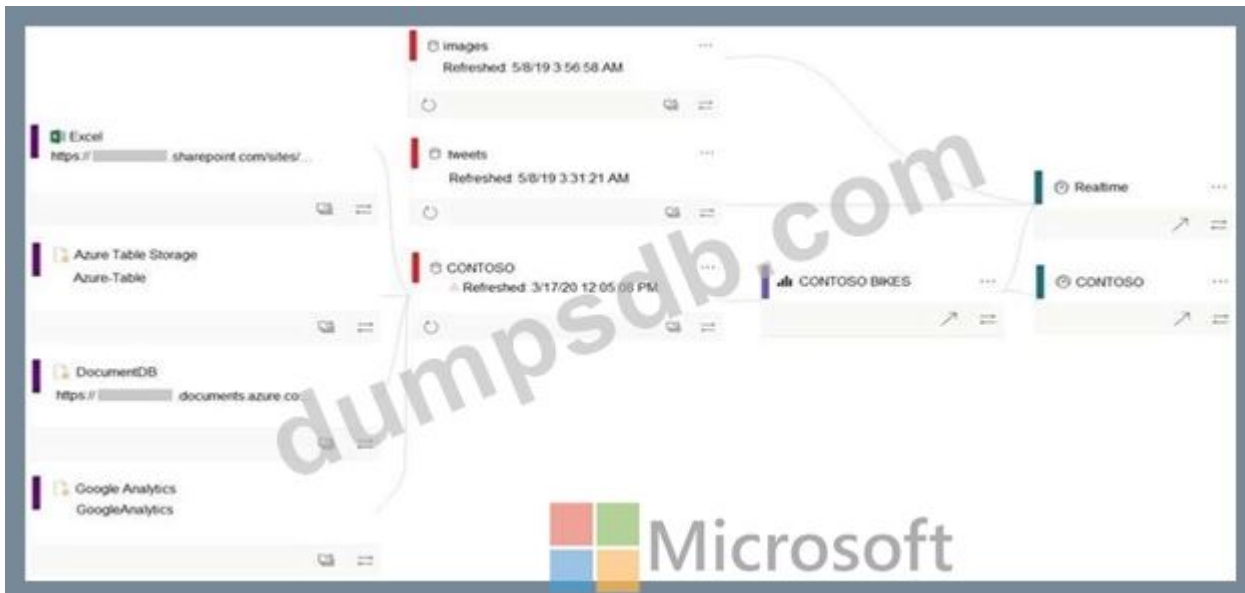 images
Refreshed: 5/8/19 3:56:58 AM
Excel
https://
sharepoint.com/sites/...
tweets
Refreshed: 5/8/19 3:31:21 AM
Realtime
Azure Table Storage
Azure-Table
CONTOSO
Refreshed: 3/17/20 12:05:08 PM
CONTOSO BIKES
CONTOSO
DocumentDB
https://
documents.azure.co...
Google Analytics
GoogleAnalytics
dumpsdb.com
Microsoft